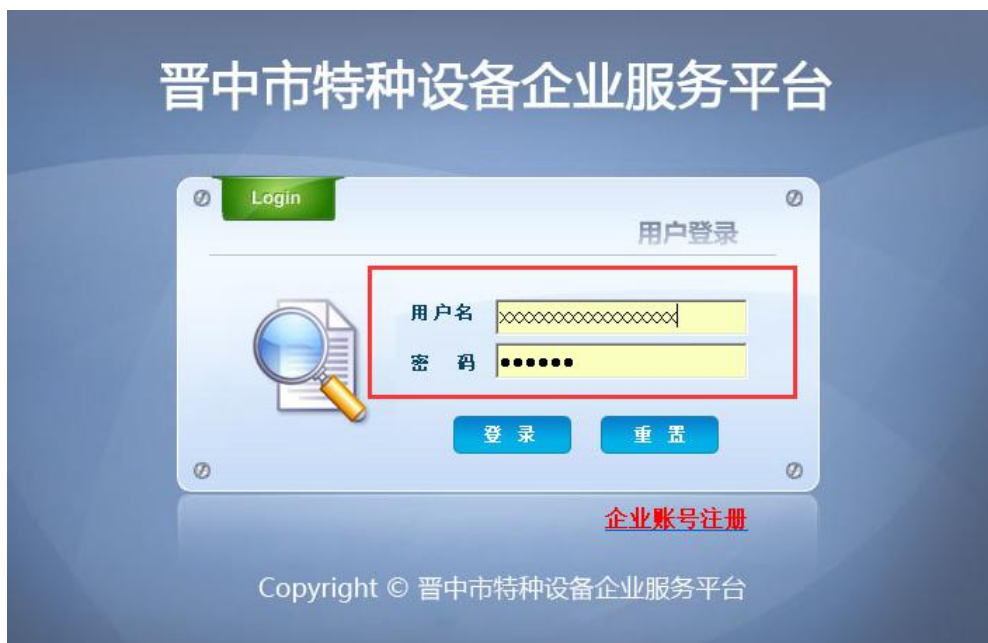 晋中市特种设备企业服务平台
Login
用户登录
用户名 XXXXXXXXXXXXXXXXXX
密 码 ●●●●●●
登 录 重 置
企业账号注册
Copyright © 晋中市特种设备企业服务平台